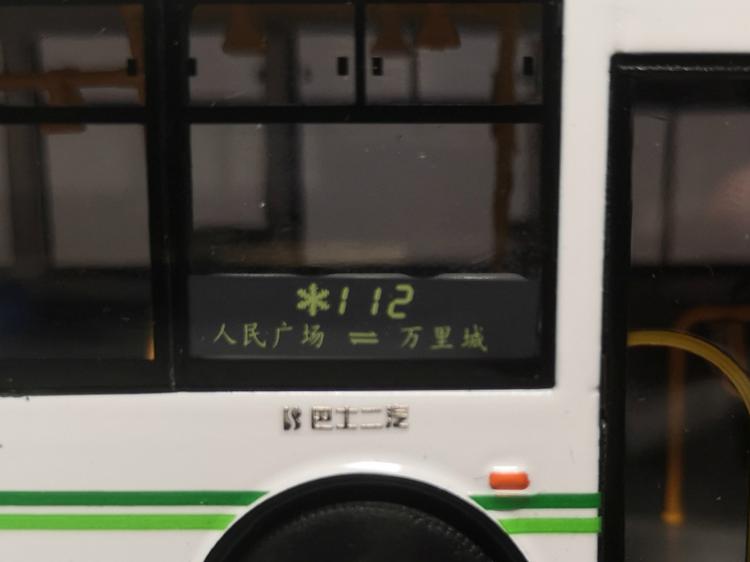 *112
人民广场 ⇌ 万里城
巴士二汽